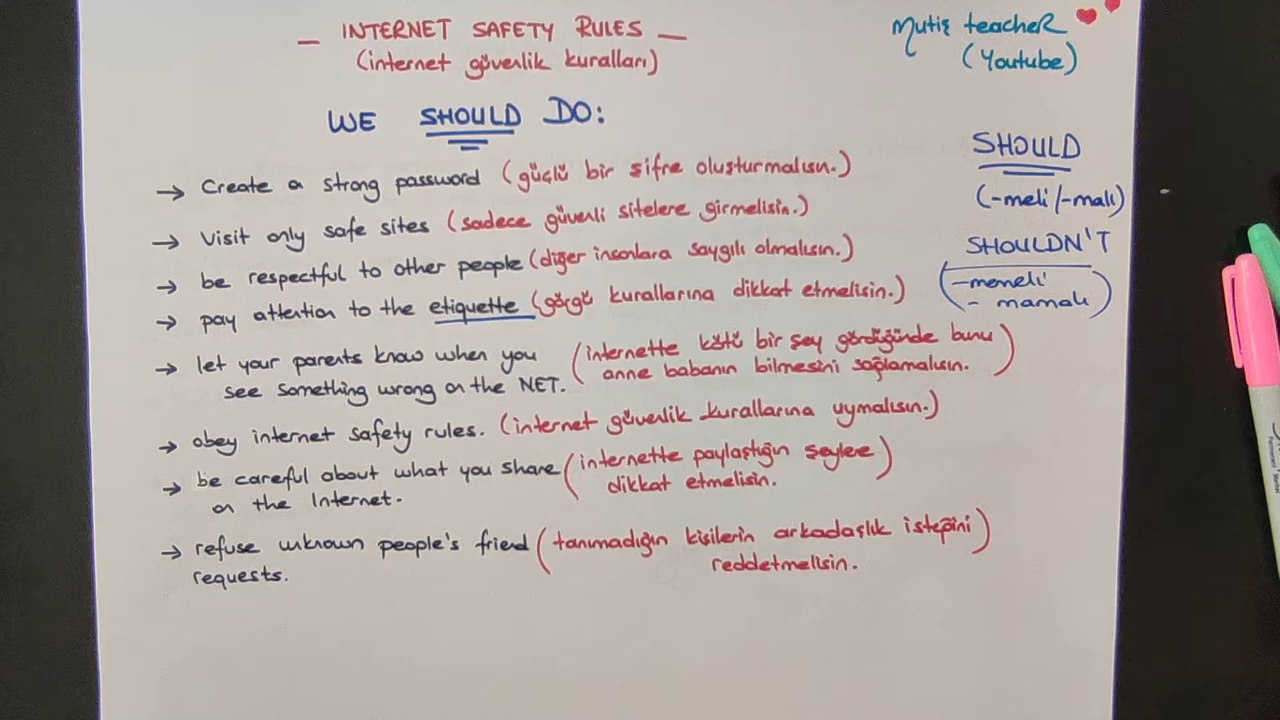 — INTERNET SAFETY RULES —
(internet güvenlik kuralları)
Mutiş teacher
(Youtube)
WE SHOULD DO:
→ Create a strong password (güçlü bir şifre oluşturmalısın.)
→ Visit only safe sites (sadece güvenli sitelere girmelisin.)
→ be respectful to other people (diğer insanlara saygılı olmalısın.)
→ pay attention to the etiquette (görgü kurallarına dikkat etmelisin.)
→ let your parents know when you see something wrong on the NET. (internette kötü bir şey gördüğünde bunu
anne babanın bilmesini sağlamalısın.)
→ obey internet safety rules. (internet güvenlik kurallarına uymalısın.)
→ be careful about what you share on the Internet. (internette paylaştığın şeylere
dikkat etmelisin.)
→ refuse unknown people's friend requests. (tanımadığın kişilerin arkadaşlık isteğini
reddetmelisin.)
SHOULD
(-meli/-malı)
SHOULDN'T
(-memeli
- mamalı)